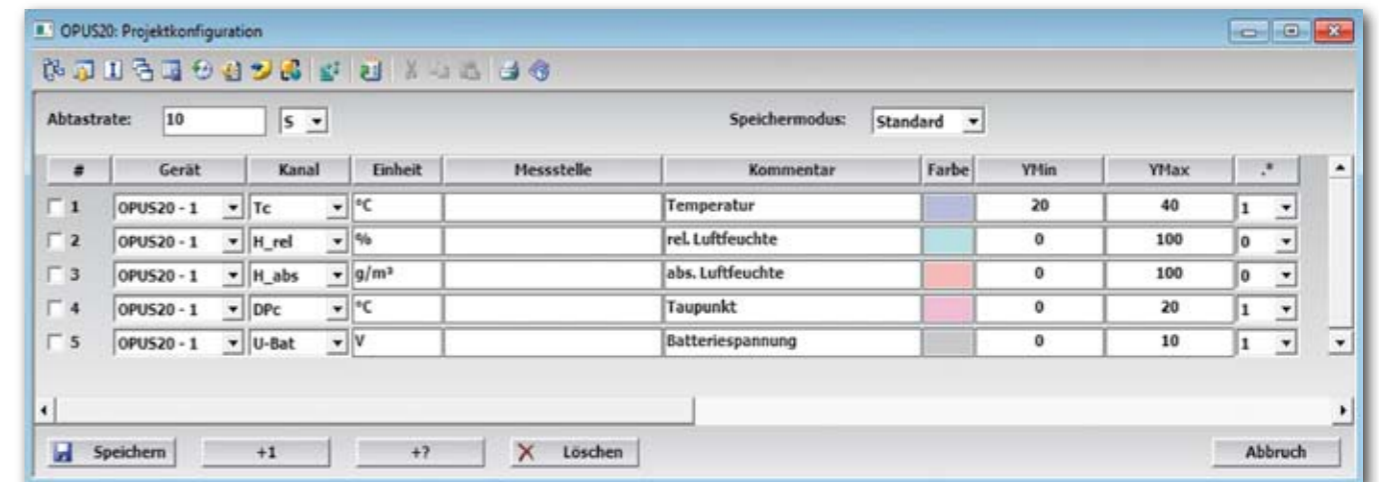 OPUS20: Projektkonfiguration
Abtastrate: 10 S Speichermodus: Standard
# Gerät Kanal Einheit Messstelle Kommentar Farbe YMin YMax .*
1 OPUS20 - 1 Tc °C Temperatur 20 40 1
2 OPUS20 - 1 H_rel % rel. Luftfeuchte 0 100 0
3 OPUS20 - 1 H_abs g/m³ abs. Luftfeuchte 0 100 0
4 OPUS20 - 1 DPc °C Taupunkt 0 20 1
5 OPUS20 - 1 U-Bat V Batteriespannung 0 10 1
Speichern +1 +? Löschen Abbruch